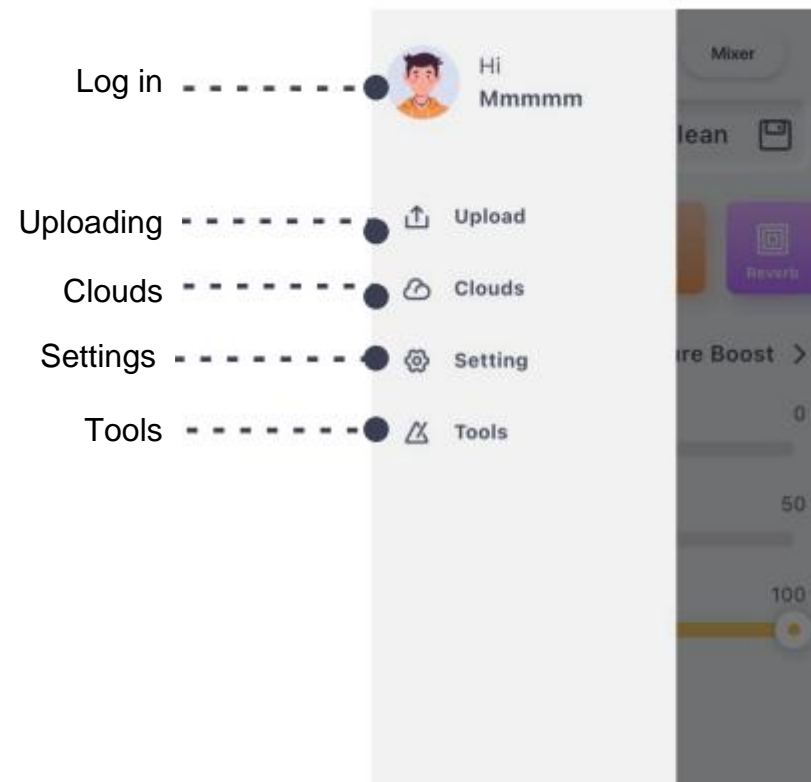 Log in
Hi
Mmmmm
Mixer
lean
Uploading
Upload
Reverb
Clouds
Clouds
Settings
Setting
ure Boost
0
Tools
Tools
50
100